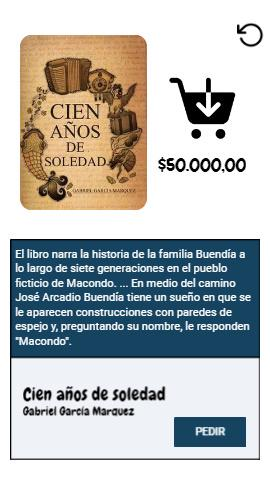 CIEN
AÑOS
DE
SOLEDAD
GABRIEL GARCÍA MARQUEZ
$50.000,00
El libro narra la historia de la familia Buendía a
lo largo de siete generaciones en el pueblo
ficticio de Macondo. ... En medio del camino
José Arcadio Buendía tiene un sueño en que se
le aparecen construcciones con paredes de
espejo y, preguntando su nombre, le responden
"Macondo".
Cien años de soledad
Gabriel García Marquez
PEDIR